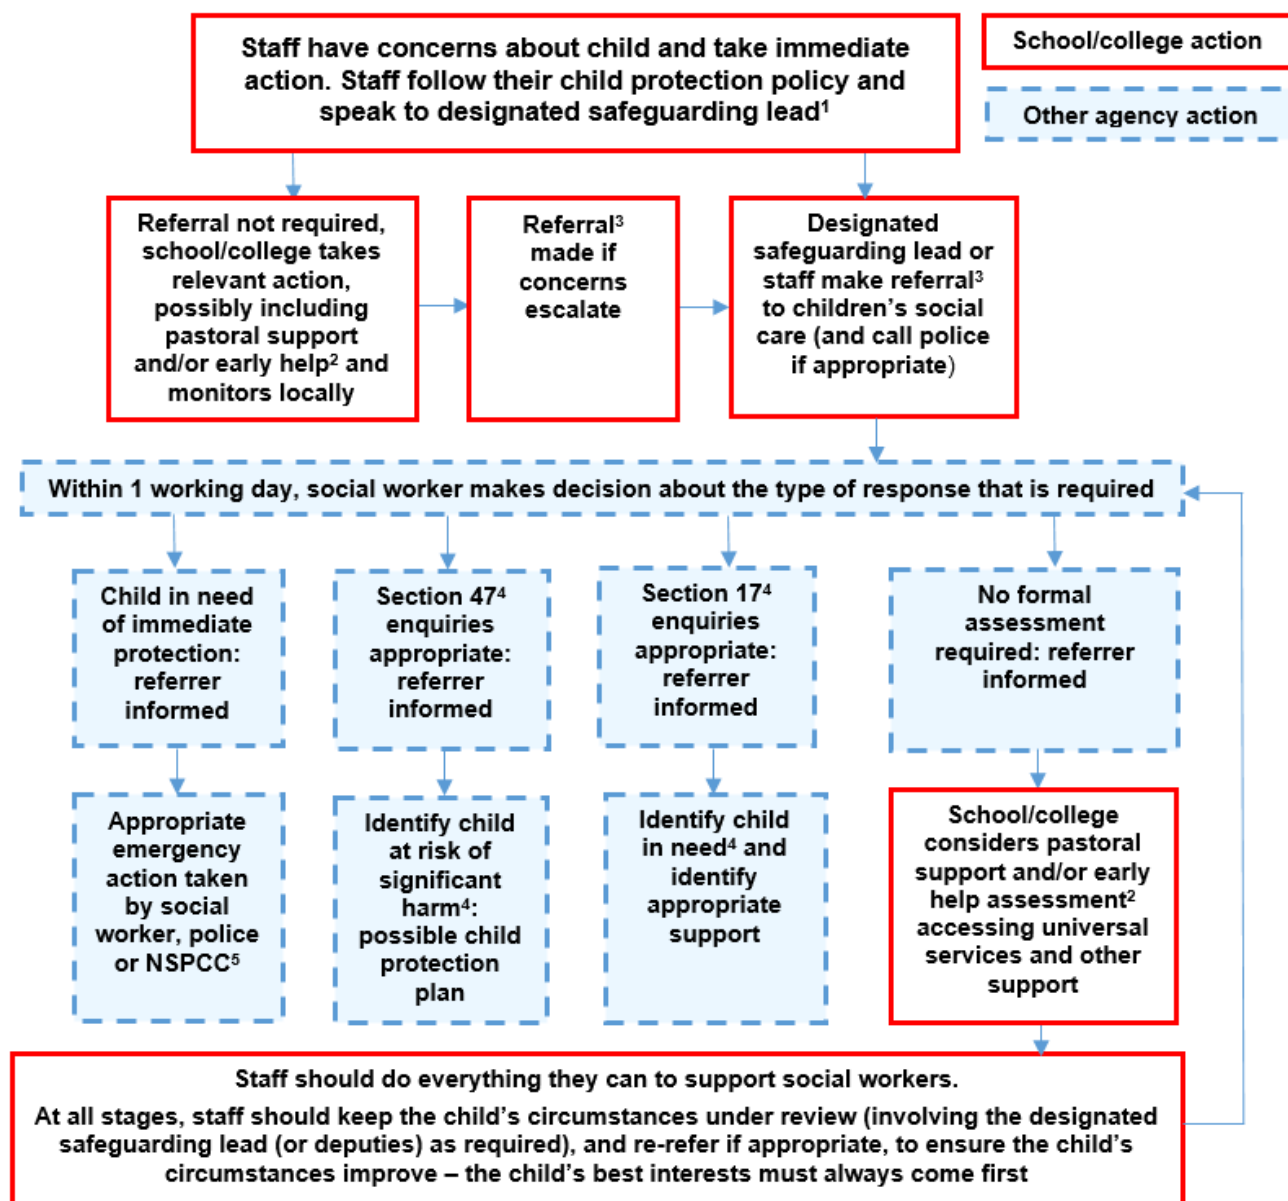 Staff have concerns about child and take immediate
action. Staff follow their child protection policy and
speak to designated safeguarding lead¹
School/college action
Other agency action
Referral not required,
school/college takes
relevant action,
possibly including
pastoral support
and/or early help² and
monitors locally
Referral³
made if
concerns
escalate
Designated
safeguarding lead or
staff make referral³
to children’s social
care (and call police
if appropriate)
Within 1 working day, social worker makes decision about the type of response that is required
Child in need
of immediate
protection:
referrer
informed
Section 47⁴
enquiries
appropriate:
referrer
informed
Section 17⁴
enquiries
appropriate:
referrer
informed
No formal
assessment
required: referrer
informed
Appropriate
emergency
action taken
by social
worker, police
or NSPCC⁵
Identify child
at risk of
significant
harm⁴:
possible child
protection
plan
Identify child
in need⁴ and
identify
appropriate
support
School/college
considers pastoral
support and/or early
help assessment²
accessing universal
services and other
support
Staff should do everything they can to support social workers.
At all stages, staff should keep the child’s circumstances under review (involving the designated
safeguarding lead (or deputies) as required), and re-refer if appropriate, to ensure the child’s
circumstances improve – the child’s best interests must always come first